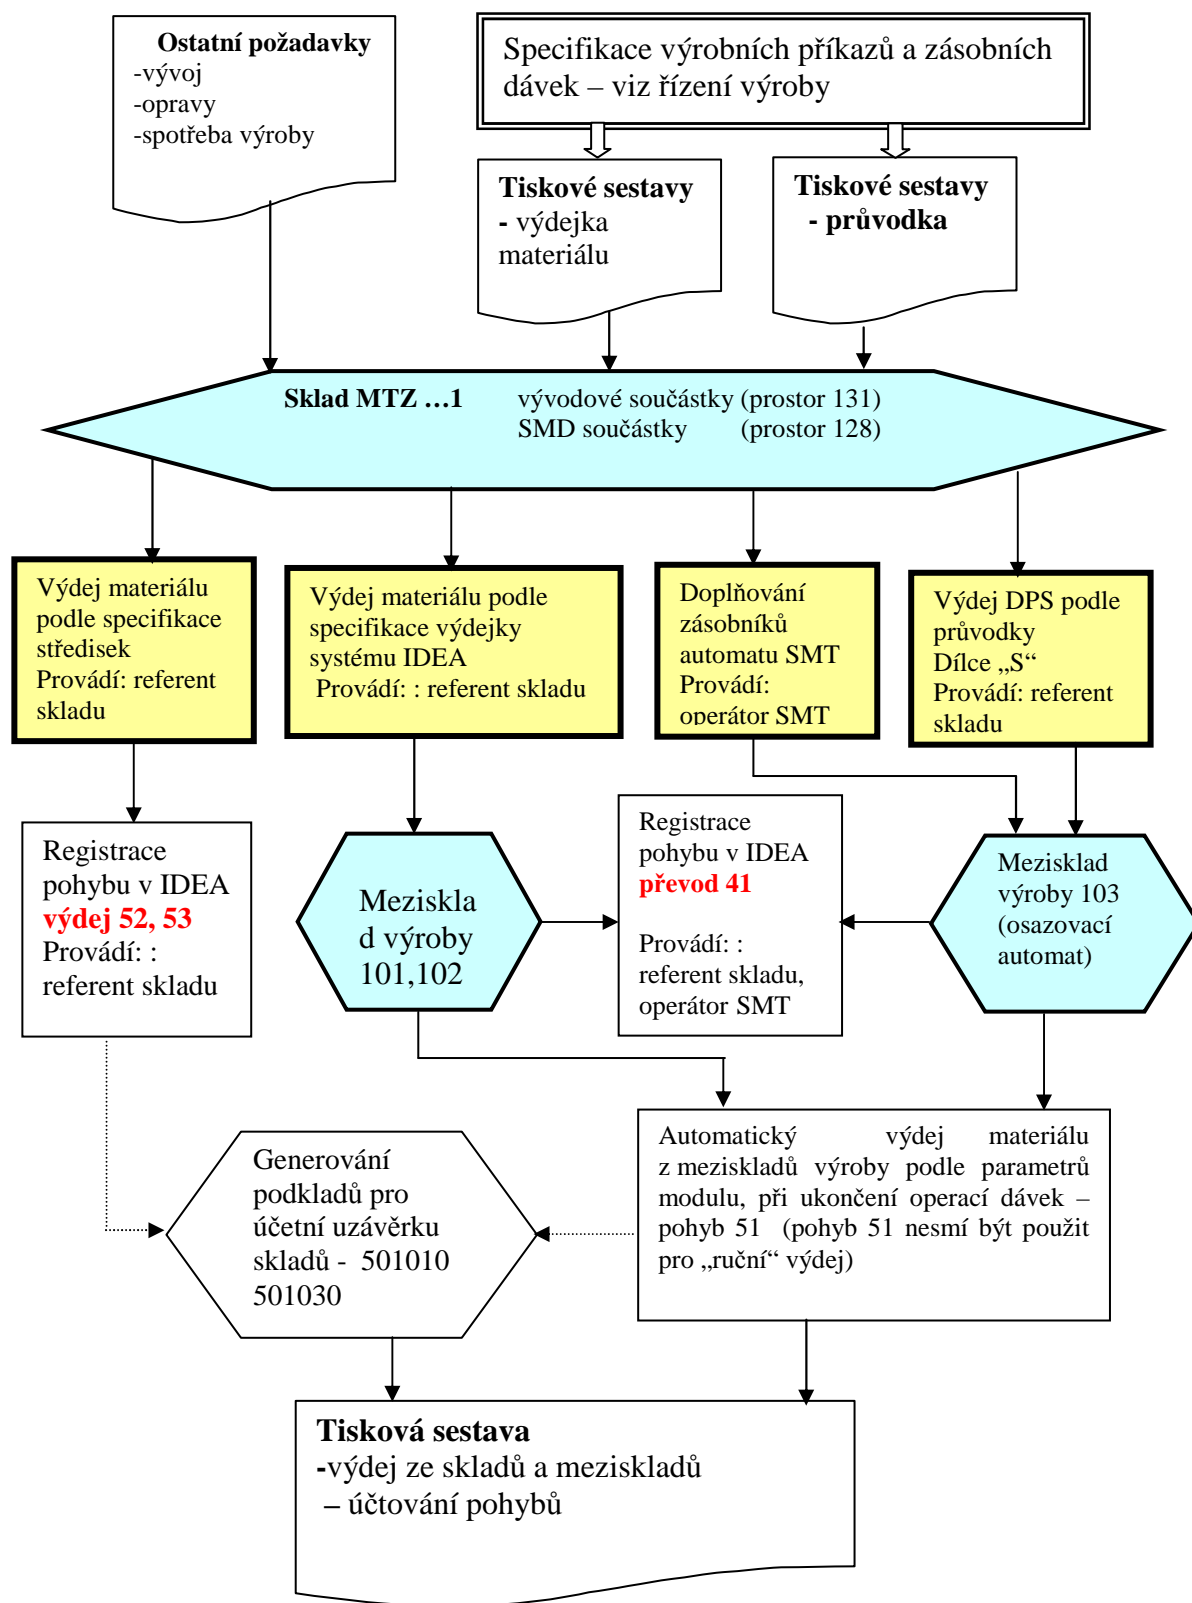 Ostatní požadavky
-vývoj
-opravy
-spotřeba výroby
Specifikace výrobních příkazů a zásobních
dávek – viz řízení výroby
Tiskové sestavy
- výdejka
materiálu
Tiskové sestavy
- průvodka
Sklad MTZ …1 vývodové součástky (prostor 131)
SMD součástky (prostor 128)
Výdej materiálu
podle specifikace
středisek
Provádí: referent
skladu
Výdej materiálu podle
specifikace výdejky
systému IDEA
Provádí: : referent skladu
Doplňování
zásobníků
automatu SMT
Provádí:
operátor SMT
Výdej DPS podle
průvodky
Dílce „S“
Provádí: referent
skladu
Registrace
pohybu v IDEA
výdej 52, 53
Provádí: :
referent skladu
Meziskla
d výroby
101,102
Registrace
pohybu v IDEA
převod 41
Provádí: :
referent skladu,
operátor SMT
Mezisklad
výroby 103
(osazovací
automat)
Generování
podkladů pro
účetní uzávěrku
skladů - 501010
501030
Automatický výdej materiálu
z meziskladů výroby podle parametrů
modulu, při ukončení operací dávek –
pohyb 51 (pohyb 51 nesmí být použit
pro „ruční“ výdej)
Tisková sestava
-výdej ze skladů a meziskladů
– účtování pohybů